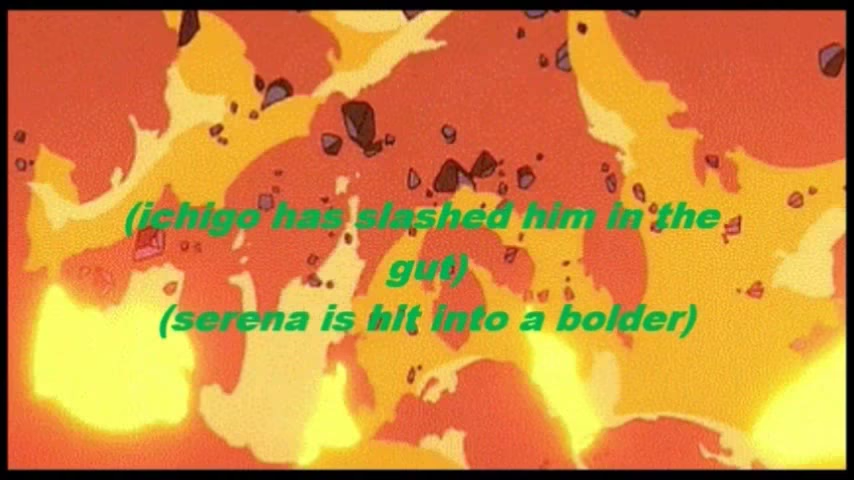 (ichigo has slashed him in the
gut)
(serena is hit into a bolder)